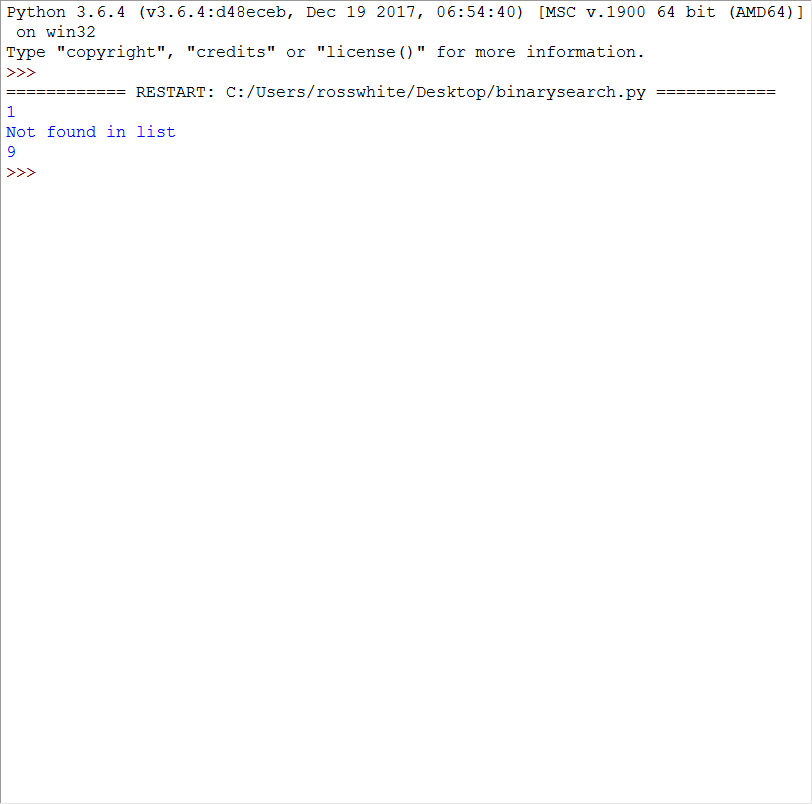 Python 3.6.4 (v3.6.4:d48eceb, Dec 19 2017, 06:54:40) [MSC v.1900 64 bit (AMD64)]
 on win32
Type "copyright", "credits" or "license()" for more information.
>>>
============ RESTART: C:/Users/rosswhite/Desktop/binarysearch.py ============
1
Not found in list
9
>>>